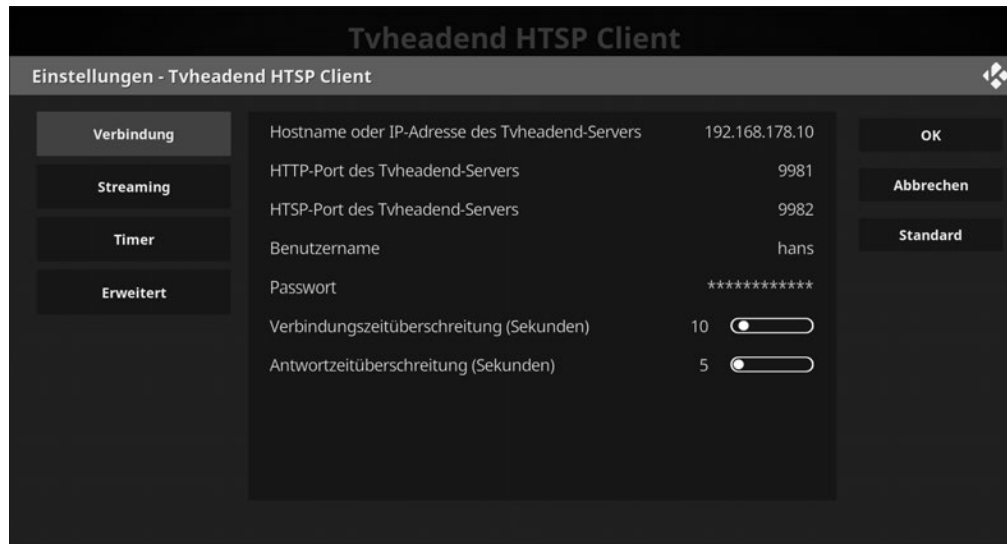 Tvheadend HTSP Client
Einstellungen - Tvheadend HTSP Client
Verbindung
Streaming
Timer
Erweitert
Hostname oder IP-Adresse des Tvheadend-Servers 192.168.178.10
HTTP-Port des Tvheadend-Servers 9981
HTSP-Port des Tvheadend-Servers 9982
Benutzername hans
Passwort ************
Verbindungszeitüberschreitung (Sekunden) 10
Antwortzeitüberschreitung (Sekunden) 5
OK
Abbrechen
Standard